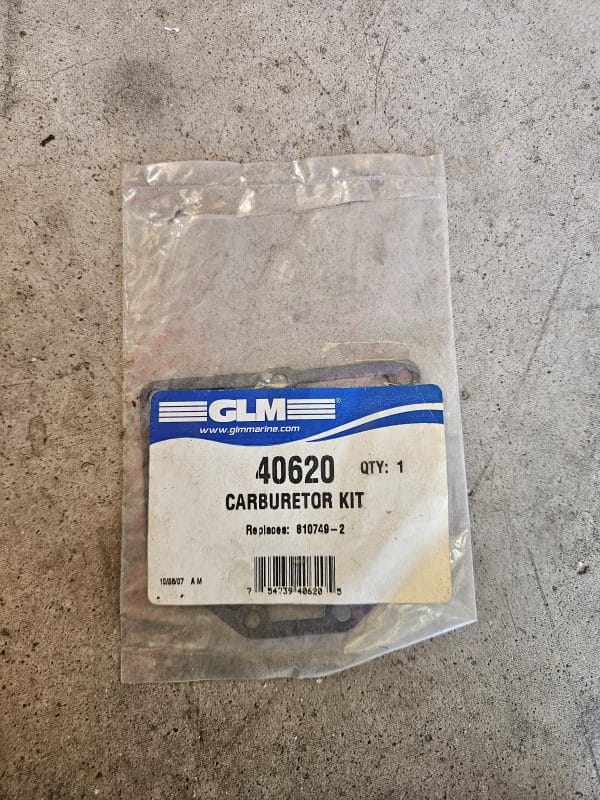 GLM®
www.glmmarine.com
40620 QTY: 1
CARBURETOR KIT
Replaces: 810749-2
10/08/07 A M
7 54739 40620 5